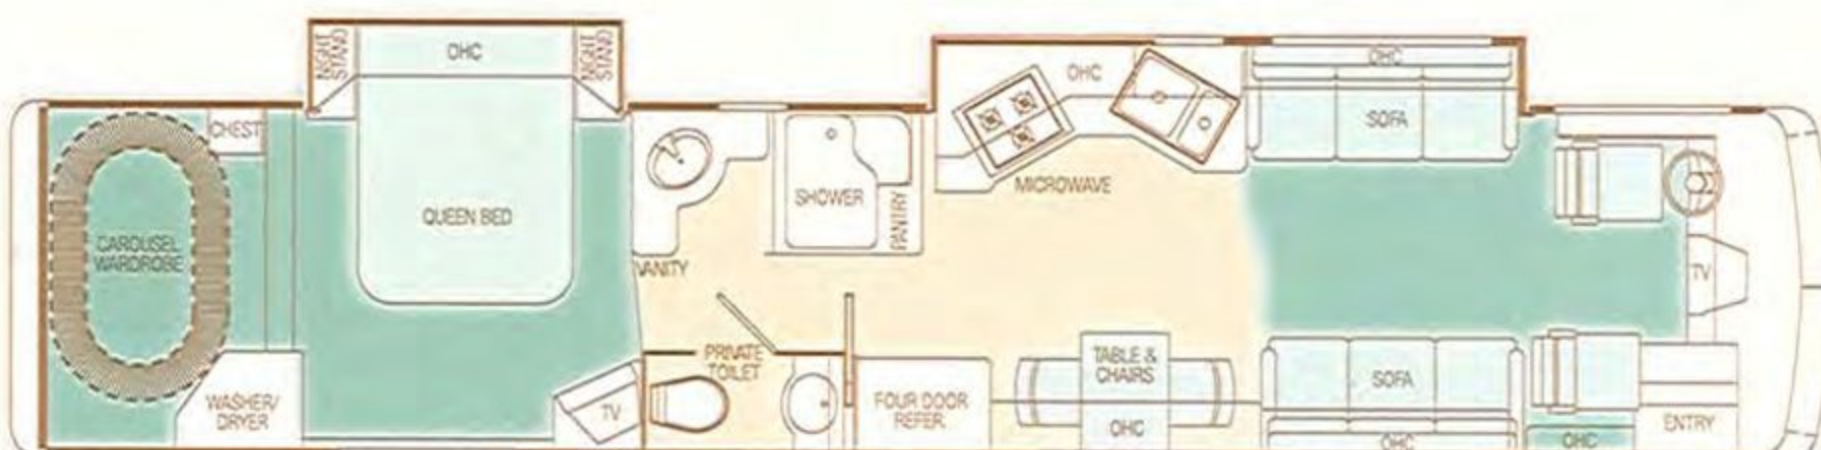 NIGHT
STAND
OHC
NIGHT
STAND
OHC
OHC
CHEST
SOFA
QUEEN BED
MICROWAVE
SHOWER
PANTRY
CAROUSEL
WARDROBE
VANITY
TV
PRIVATE
TOILET
TABLE &
CHAIRS
SOFA
WASHER/
DRYER
TV
FOUR DOOR
REFER.
OHC
ENTRY
OHC
OHC